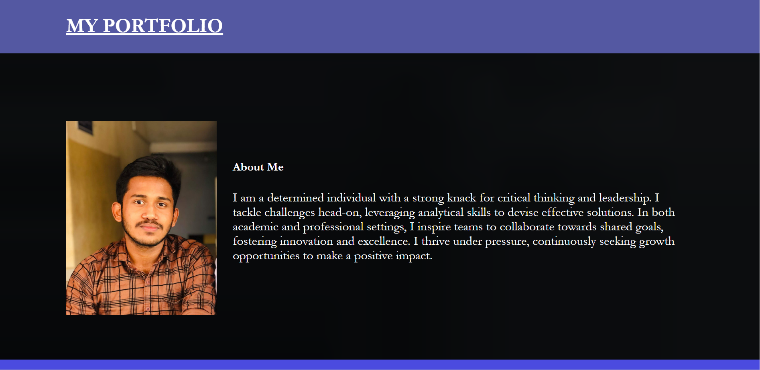 MY PORTFOLIO
About Me
I am a determined individual with a strong knack for critical thinking and leadership. I
tackle challenges head-on, leveraging analytical skills to devise effective solutions. In both
academic and professional settings, I inspire teams to collaborate towards shared goals,
fostering innovation and excellence. I thrive under pressure, continuously seeking growth
opportunities to make a positive impact.